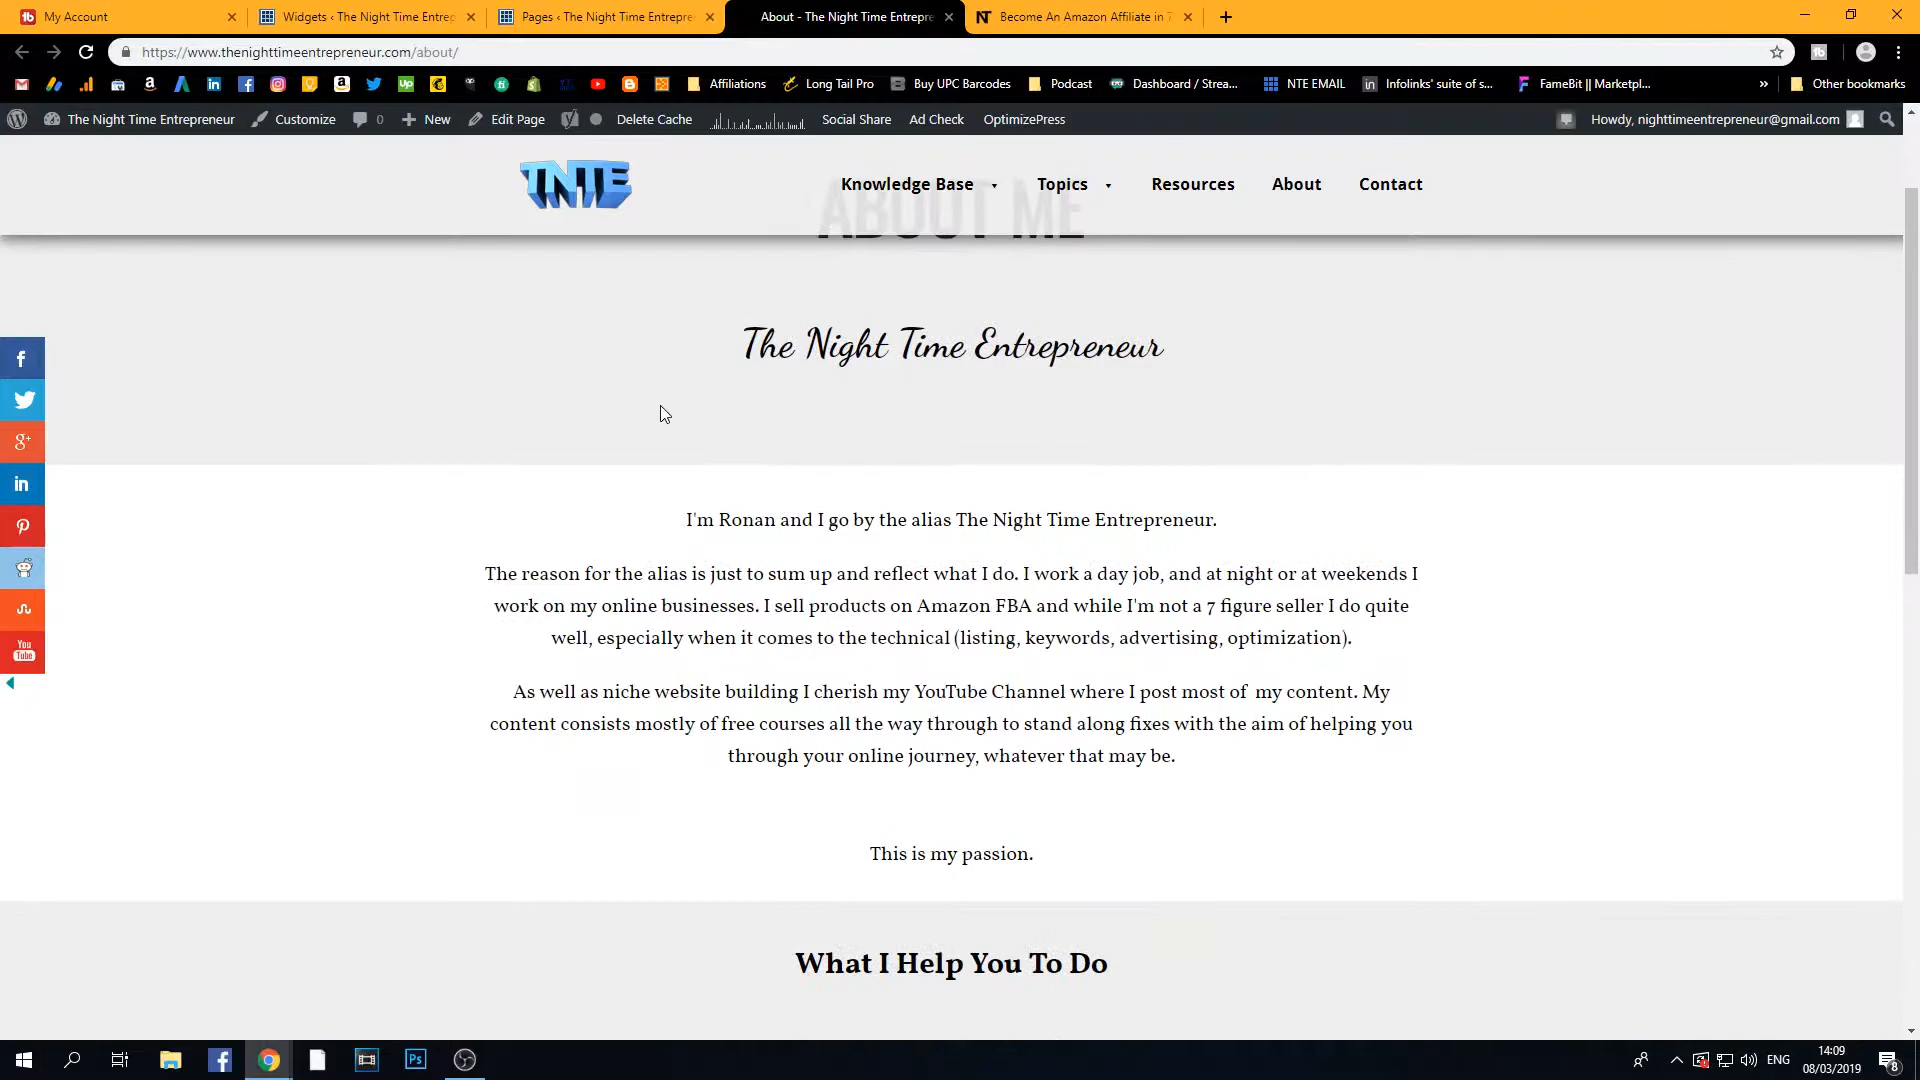 My Account
Widgets ‹ The Night Time Entrep
Pages ‹ The Night Time Entrepre
About - The Night Time Entrepre
Become An Amazon Affiliate in 7
https://www.thenighttimeentrepreneur.com/about/
Affiliations
Long Tail Pro
Buy UPC Barcodes
Podcast
Dashboard / Strea...
NTE EMAIL
Infolinks' suite of s...
FameBit || Marketpl...
»
Other bookmarks
The Night Time Entrepreneur
Customize
0
New
Edit Page
Delete Cache
Social Share
Ad Check
OptimizePress
Howdy, nighttimeentrepreneur@gmail.com
TNTE
Knowledge Base
Topics
Resources
About
Contact
ABOUT ME
The Night Time Entrepreneur
I'm Ronan and I go by the alias The Night Time Entrepreneur.
The reason for the alias is just to sum up and reflect what I do. I work a day job, and at night or at weekends I
work on my online businesses. I sell products on Amazon FBA and while I'm not a 7 figure seller I do quite
well, especially when it comes to the technical (listing, keywords, advertising, optimization).
As well as niche website building I cherish my YouTube Channel where I post most of my content. My
content consists mostly of free courses all the way through to stand along fixes with the aim of helping you
through your online journey, whatever that may be.
This is my passion.
What I Help You To Do
You
Tube
ENG
14:09
08/03/2019
8